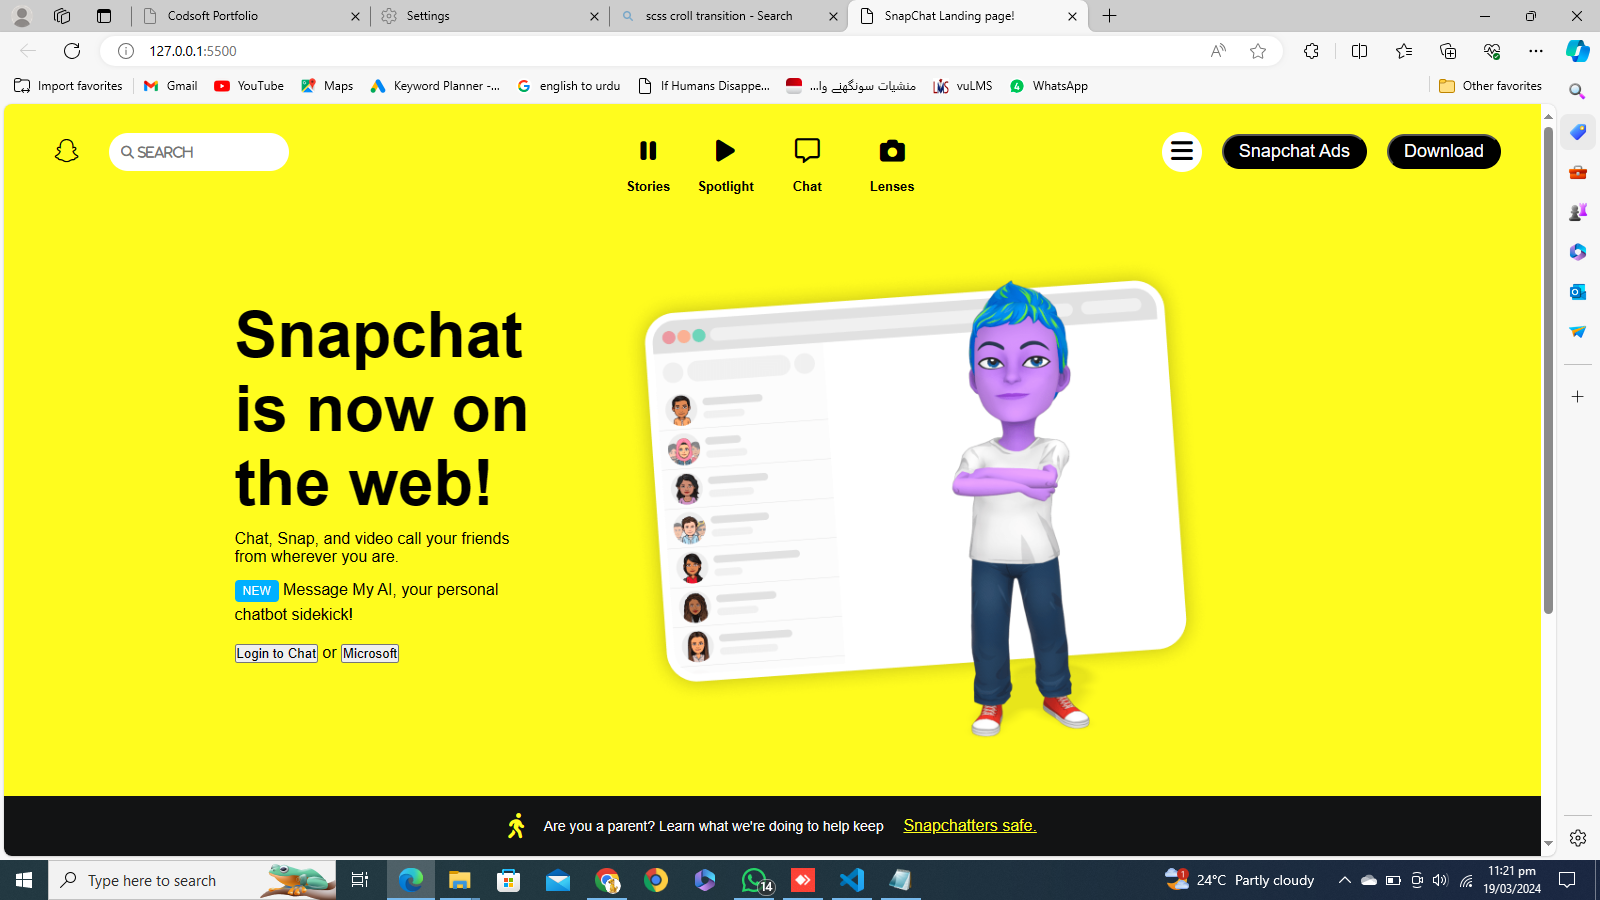 Codsoft Portfolio
Settings
scss croll transition - Search
SnapChat Landing page!
127.0.0.1:5500
Import favorites
Gmail
YouTube
Maps
Keyword Planner -...
english to urdu
If Humans Disappe...
منشیات سونگھنے وا...
vuLMS
WhatsApp
Other favorites
SEARCH
Stories
Spotlight
Chat
Lenses
Snapchat Ads
Download
Snapchat
is now on
the web!
Chat, Snap, and video call your friends
from wherever you are.
NEW Message My AI, your personal
chatbot sidekick!
Login to Chat or Microsoft
Are you a parent? Learn what we're doing to help keep Snapchatters safe.
Type here to search
14
1
24°C Partly cloudy
11:21 pm
19/03/2024